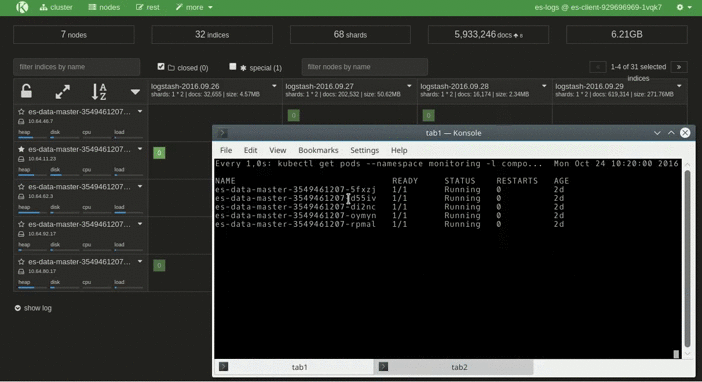 cluster nodes rest more es-logs @ es-client-929696969-1vqk7
7 nodes 32 indices 68 shards 5,933,246 docs 6.21GB
filter indices by name closed (0) special (1) filter nodes by name 1-4 of 31 selected
indices
logstash-2016.09.26 logstash-2016.09.27 logstash-2016.09.28 logstash-2016.09.29
shards: 1 * 2 | docs: 32,655 | size: 4.57MB shards: 1 * 2 | docs: 202,532 | size: 50.62MB shards: 1 * 2 | docs: 16,174 | size: 2.34MB shards: 1 * 2 | docs: 619,314 | size: 271.76MB
es-data-master-3549461207...
10.64.46.7
heap disk cpu load
0 0
es-data-master-3549461207...
10.64.11.23
heap disk cpu load
0
es-data-master-3549461207...
10.64.62.3
heap disk cpu load
es-data-master-3549461207...
10.64.92.17
heap disk cpu load
es-data-master-3549461207...
10.64.80.17
heap disk cpu load
0
show log
tab1 — Konsole
File Edit View Bookmarks Settings Help
Every 1,0s: kubectl get pods --namespace monitoring -l compo... Mon Oct 24 10:20:00 2016
NAME READY STATUS RESTARTS AGE
es-data-master-3549461207-5fxzj 1/1 Running 0 2d
es-data-master-3549461207-d55iv 1/1 Running 0 2d
es-data-master-3549461207-di2nc 1/1 Running 0 2d
es-data-master-3549461207-oymyn 1/1 Running 0 2d
es-data-master-3549461207-rpmal 1/1 Running 0 2d
tab1 tab2